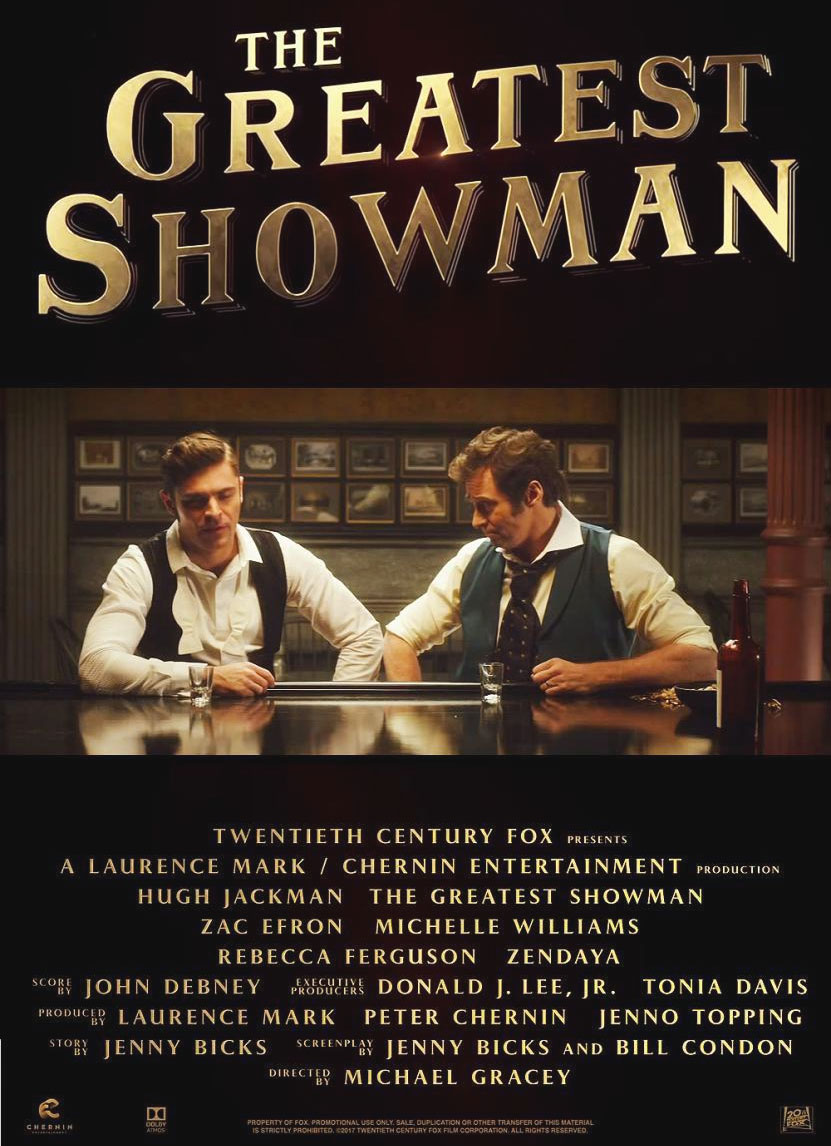 THE
GREATEST
SHOWMAN
TWENTIETH CENTURY FOX PRESENTS
A LAURENCE MARK / CHERNIN ENTERTAINMENT PRODUCTION
HUGH JACKMAN THE GREATEST SHOWMAN
ZAC EFRON MICHELLE WILLIAMS
REBECCA FERGUSON ZENDAYA
SCORE BY JOHN DEBNEY EXECUTIVE PRODUCERS DONALD J. LEE, JR. TONIA DAVIS
PRODUCED BY LAURENCE MARK PETER CHERNIN JENNO TOPPING
STORY BY JENNY BICKS SCREENPLAY BY JENNY BICKS AND BILL CONDON
DIRECTED BY MICHAEL GRACEY
CHERNIN
ENTERTAINMENT
DOLBY
ATMOS
PROPERTY OF FOX. PROMOTIONAL USE ONLY. SALE, DUPLICATION OR OTHER TRANSFER OF THIS MATERIAL
IS STRICTLY PROHIBITED. ©2017 TWENTIETH CENTURY FOX FILM CORPORATION. ALL RIGHTS RESERVED.
20TH
CENTURY
FOX